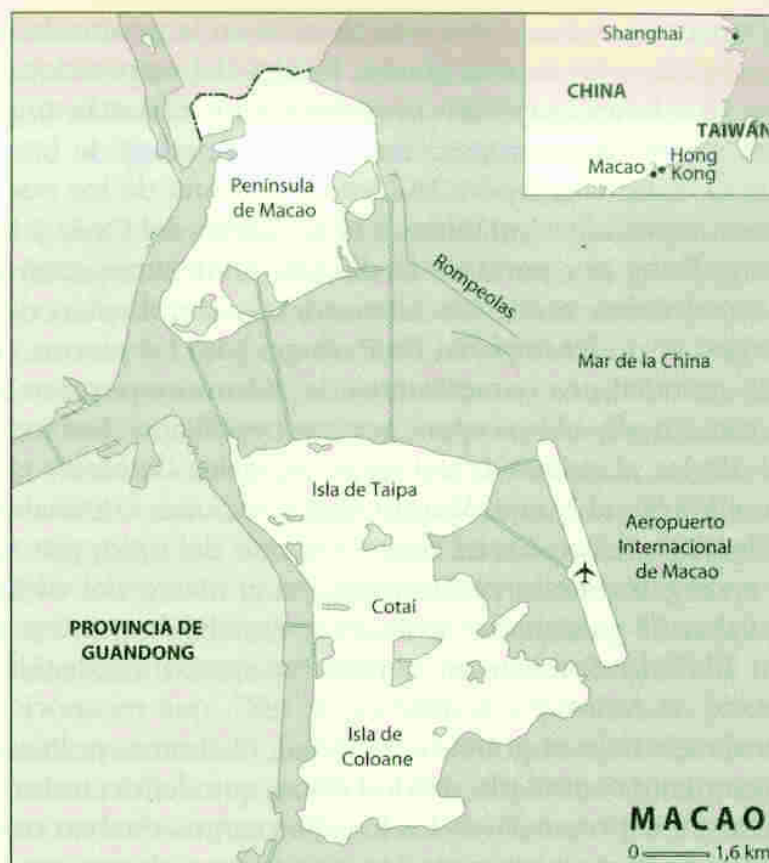 Shanghai
CHINA
TAIWÁN
Macao
Hong
Kong
Península
de Macao
Rompeolas
Mar de la China
Isla de Taipa
Aeropuerto
Internacional
de Macao
Cotai
PROVINCIA DE
GUANDONG
Isla de
Coloane
MACAO
0 1,6 km